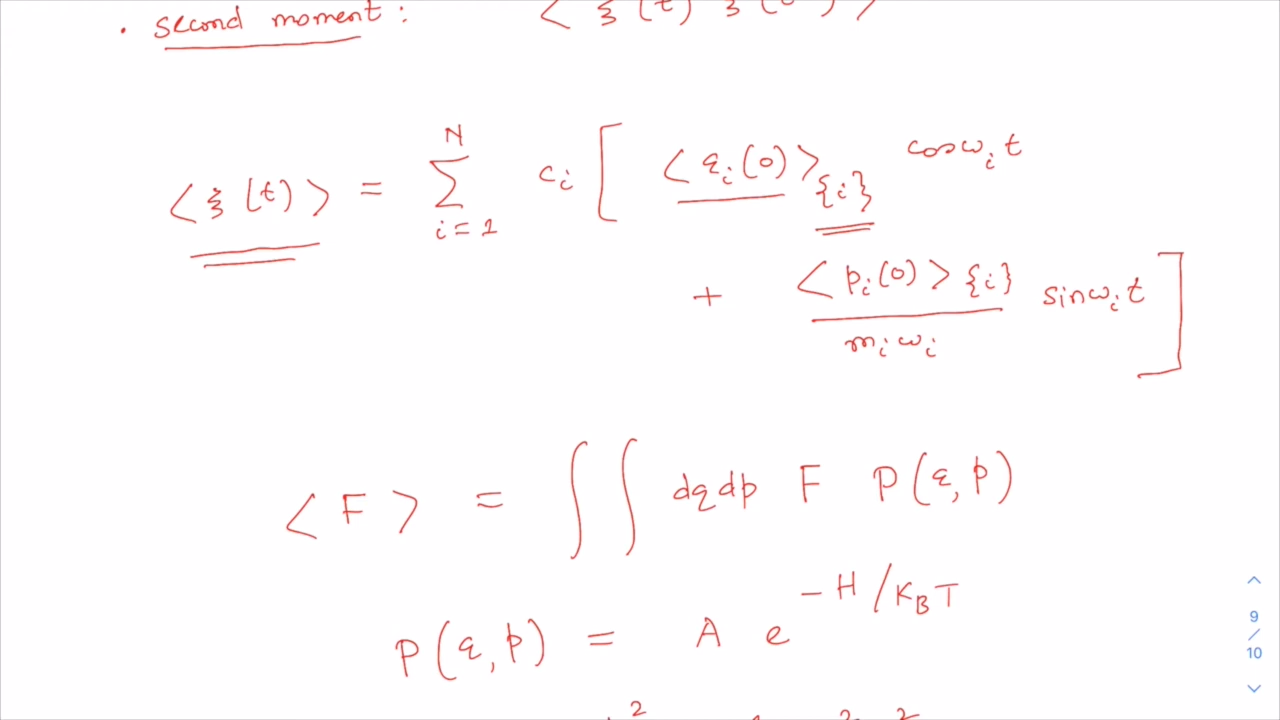 . second moment : < ξ(t) ξ(0) >
N
< ξ(t) > = Σ c_i [ < q_i(0) >_{i} cos ω_i t
i = 1
+ < p_i(0) > {i} sin ω_i t ]
m_i ω_i
< F > = ∫ ∫ dq dp F P(q, p)
P(q, p) = A e^{- H / K_B T}
9
/
10